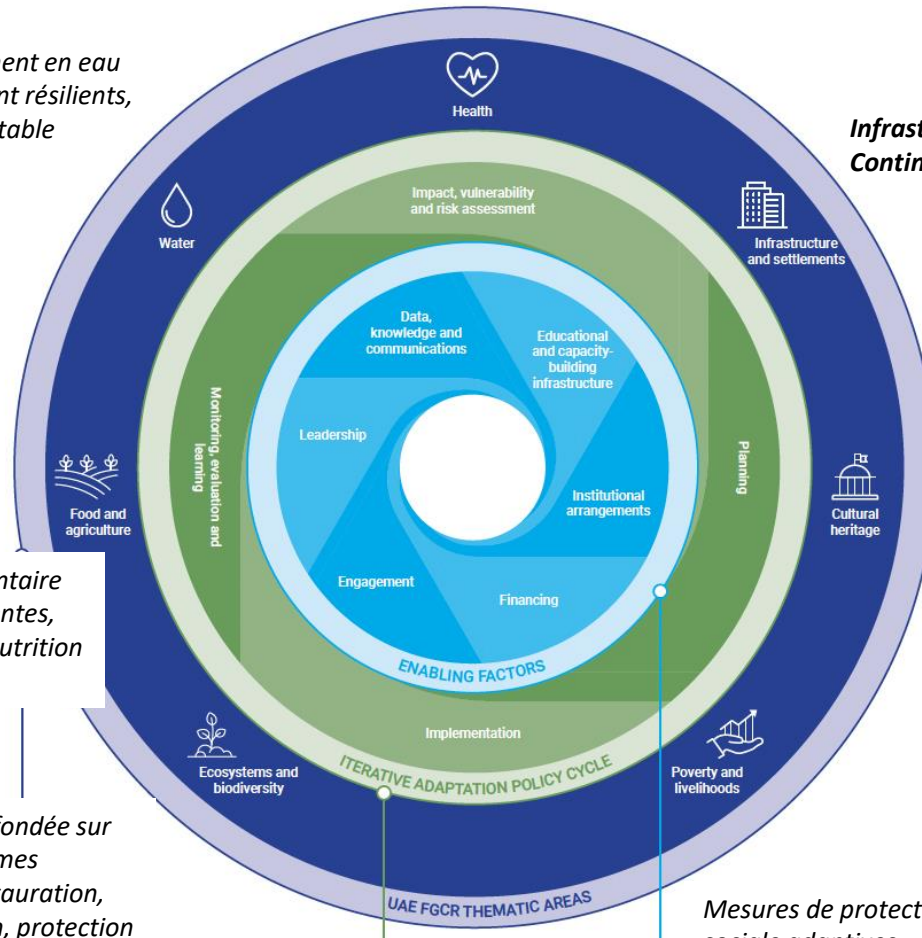 ent en eau
nt résilients,
table
Infrast
Contin
Health
Water
Infrastructure
and settlements
Impact, vulnerability
and risk assessment
Data,
knowledge and
communications
Educational
and capacity-
building
infrastructure
Leadership
Monitoring, evaluation and
learning
Planning
Food and
agriculture
Institutional
arrangements
Cultural
heritage
Engagement
Financing
ntaire
ntes,
utrition
ENABLING FACTORS
Implementation
Ecosystems and
biodiversity
Poverty and
livelihoods
ITERATIVE ADAPTATION POLICY CYCLE
fondée sur
mes
tauration,
n, protection
UAE FGCR THEMATIC AREAS
Mesures de protect
sociale adaptives